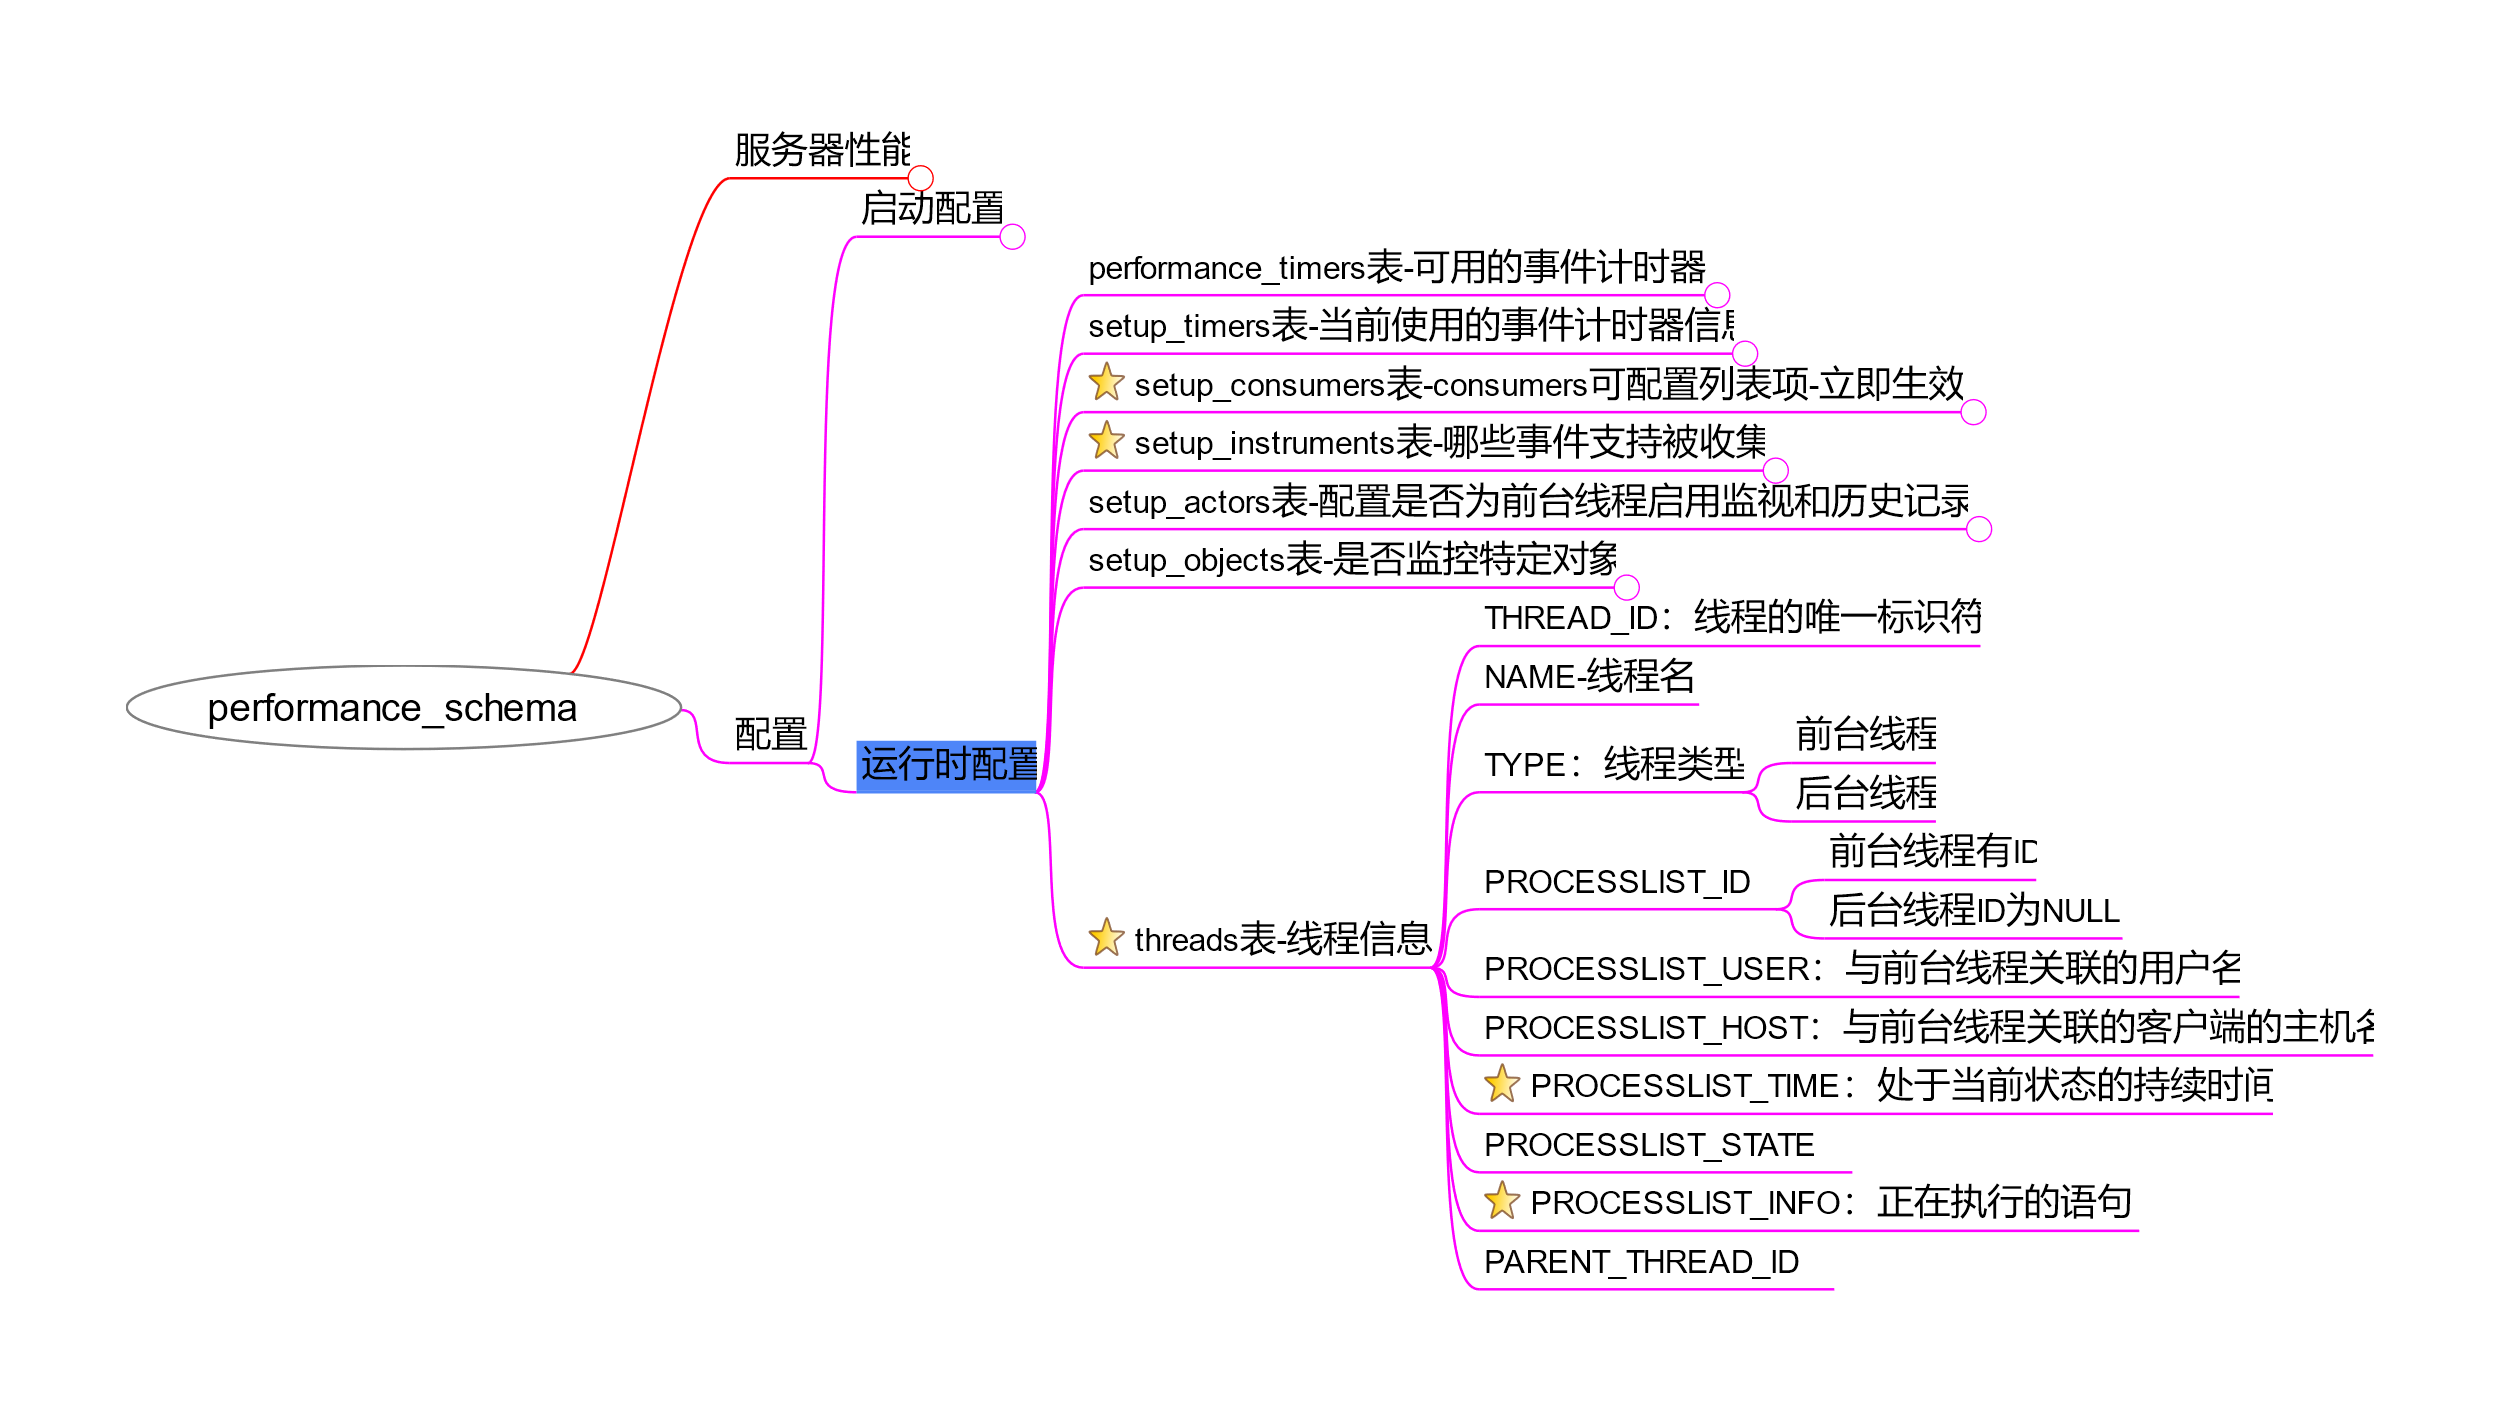 服务器性能
启动配置
performance_timers表-可用的事件计时器
setup_timers表-当前使用的事件计时器信息
setup_consumers表-consumers可配置列表项-立即生效
setup_instruments表-哪些事件支持被收集
setup_actors表-配置是否为前台线程启用监视和历史记录
setup_objects表-是否监控特定对象
THREAD_ID：线程的唯一标识符
NAME-线程名
performance_schema
配置
运行时配置
TYPE：线程类型
前台线程
后台线程
PROCESSLIST_ID
前台线程有ID
后台线程ID为NULL
threads表-线程信息
PROCESSLIST_USER：与前台线程关联的用户名
PROCESSLIST_HOST：与前台线程关联的客户端的主机名
PROCESSLIST_TIME：处于当前状态的持续时间
PROCESSLIST_STATE
PROCESSLIST_INFO：正在执行的语句
PARENT_THREAD_ID